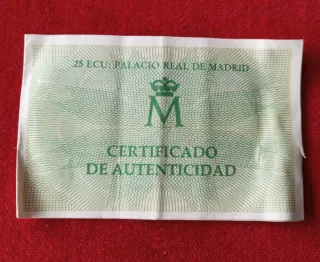 25 ECU: PALACIO REAL DE MADRID
M
CERTIFICADO
DE AUTENTICIDAD